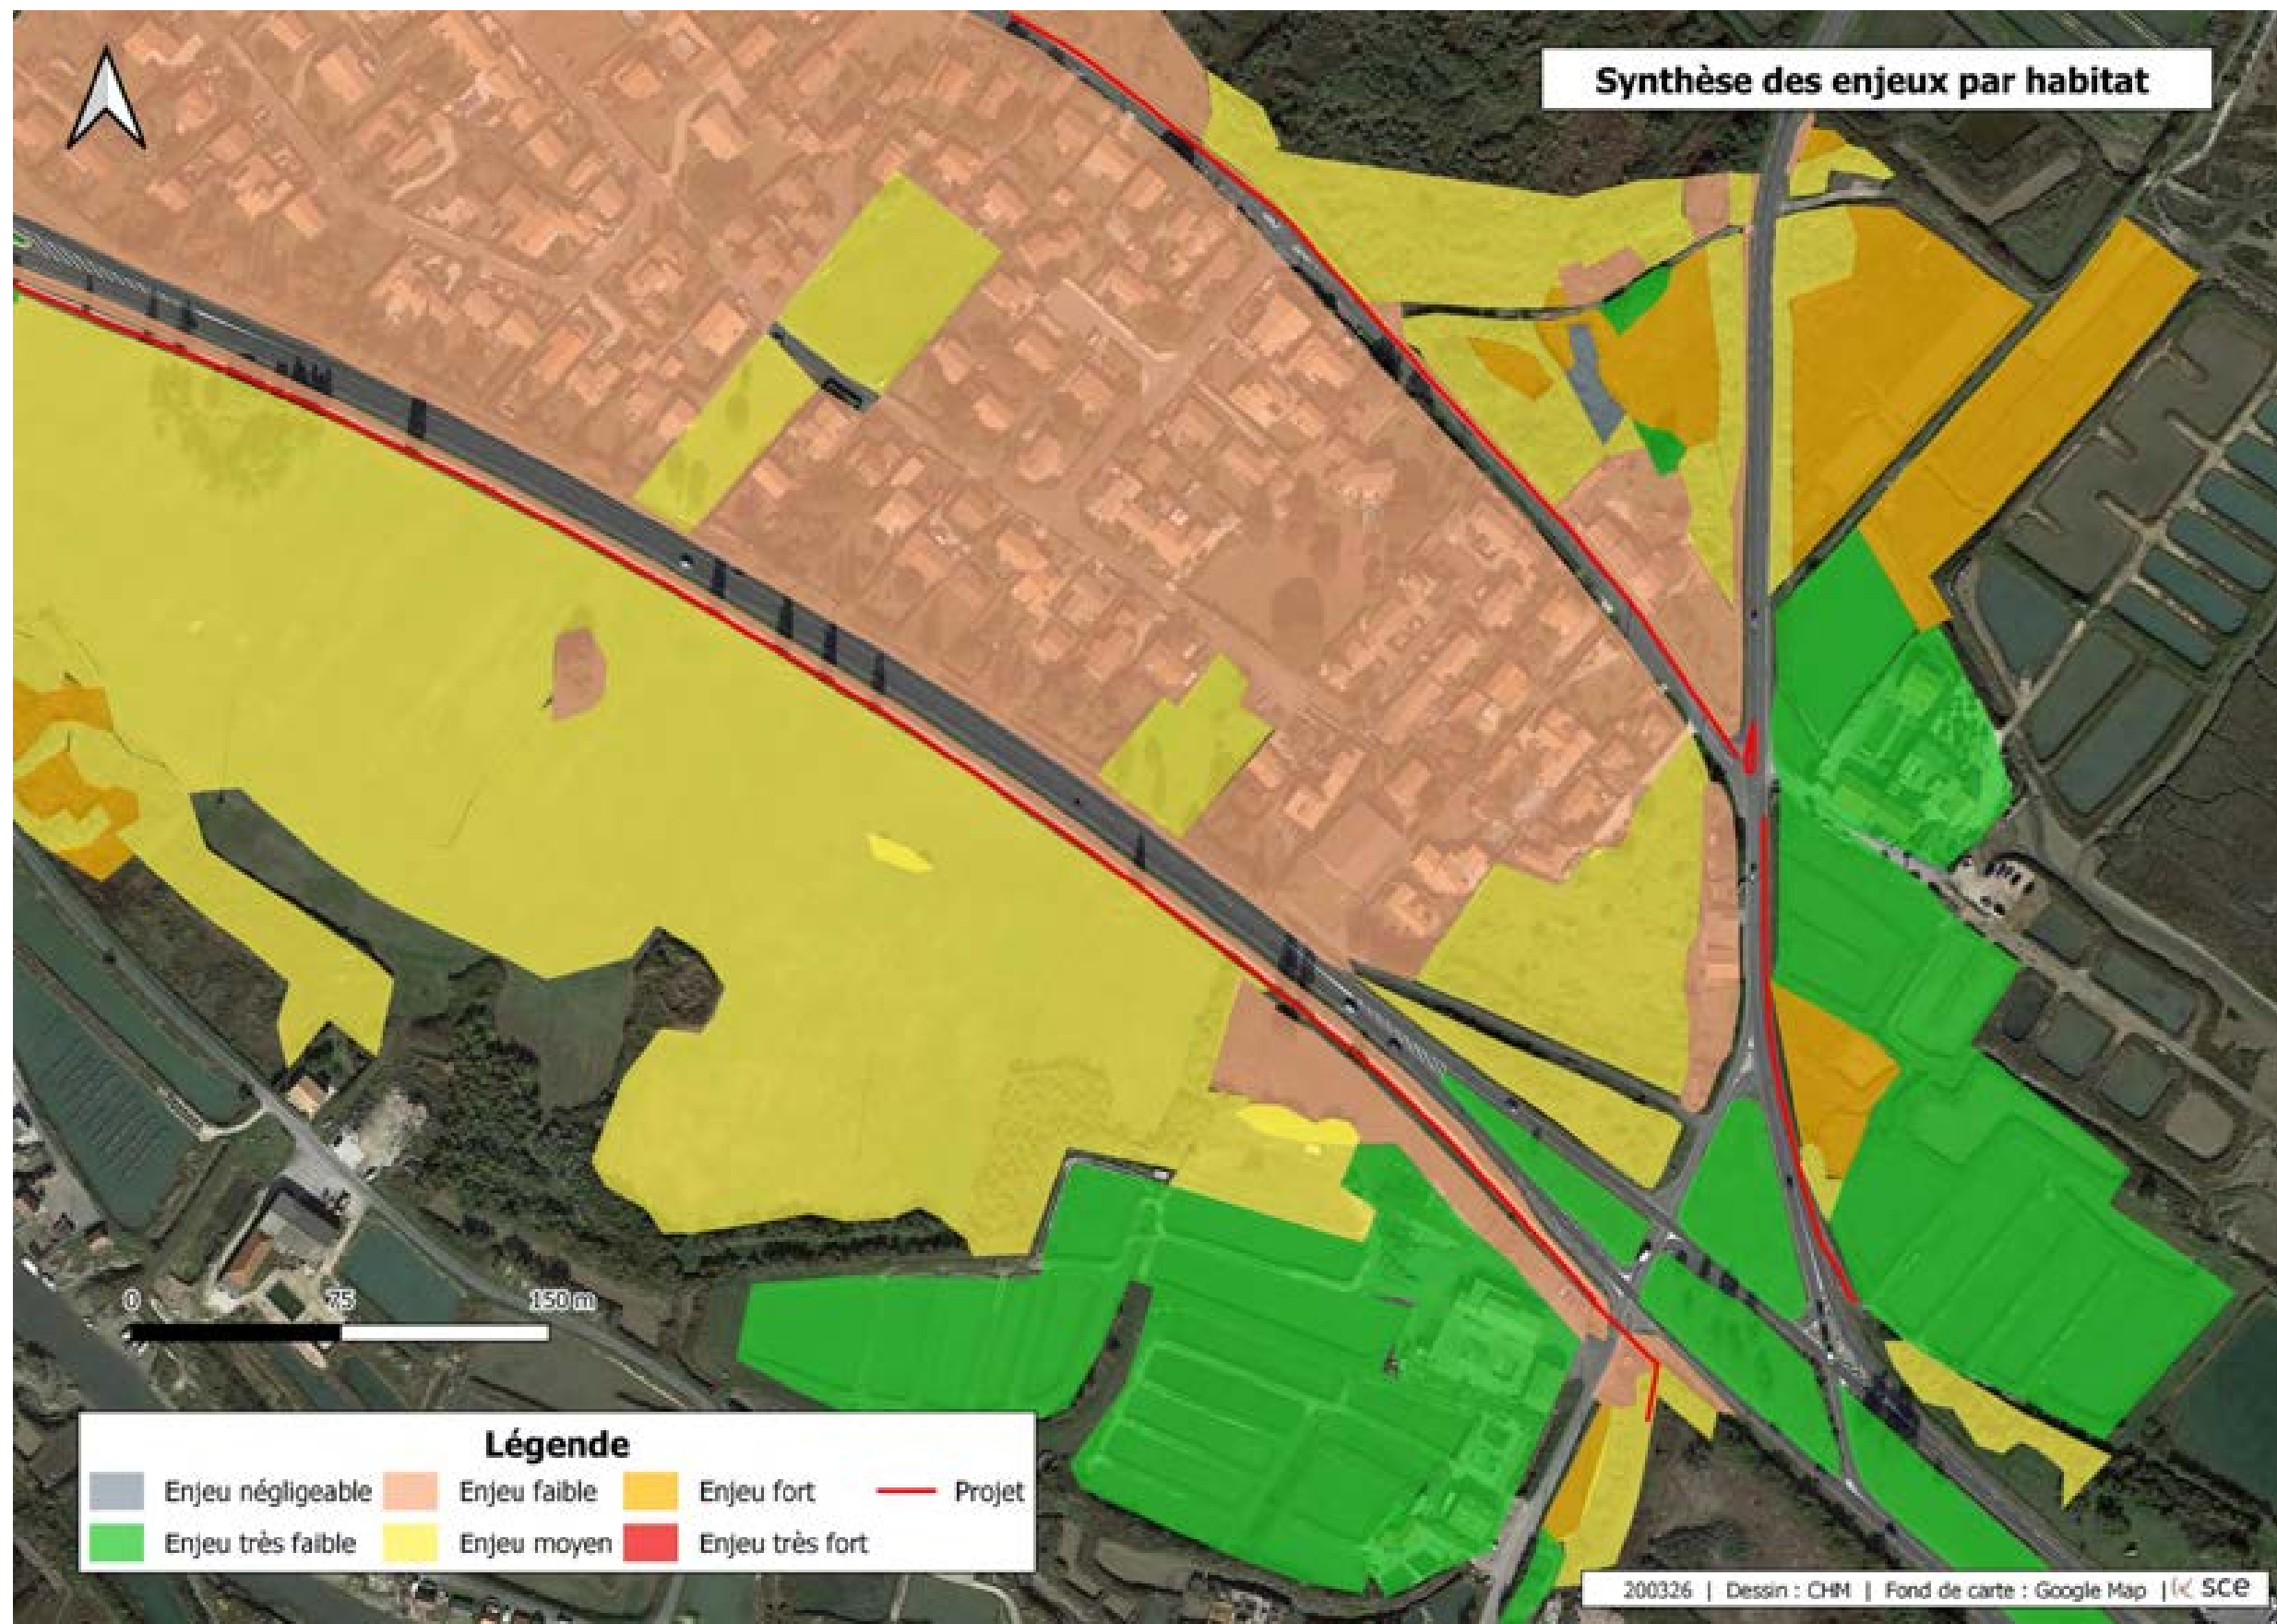 Synthèse des enjeux par habitat
0 75 150 m
Légende
Enjeu négligeable Enjeu faible Enjeu fort Projet
Enjeu très faible Enjeu moyen Enjeu très fort
200326 | Dessin : CHM | Fond de carte : Google Map | sce